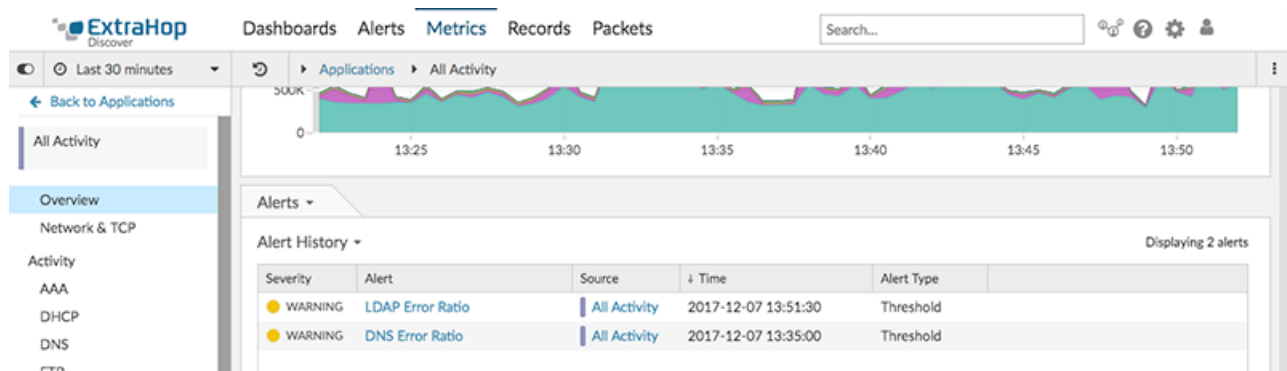 ExtraHop
Discover
Dashboards Alerts Metrics Records Packets
Search...
Last 30 minutes
Applications All Activity
Back to Applications
All Activity
Overview
Network & TCP
Activity
AAA
DHCP
DNS
FTP
500K
0
13:25 13:30 13:35 13:40 13:45 13:50
Alerts
Alert History
Displaying 2 alerts
Severity Alert Source ↓ Time Alert Type
WARNING LDAP Error Ratio All Activity 2017-12-07 13:51:30 Threshold
WARNING DNS Error Ratio All Activity 2017-12-07 13:35:00 Threshold